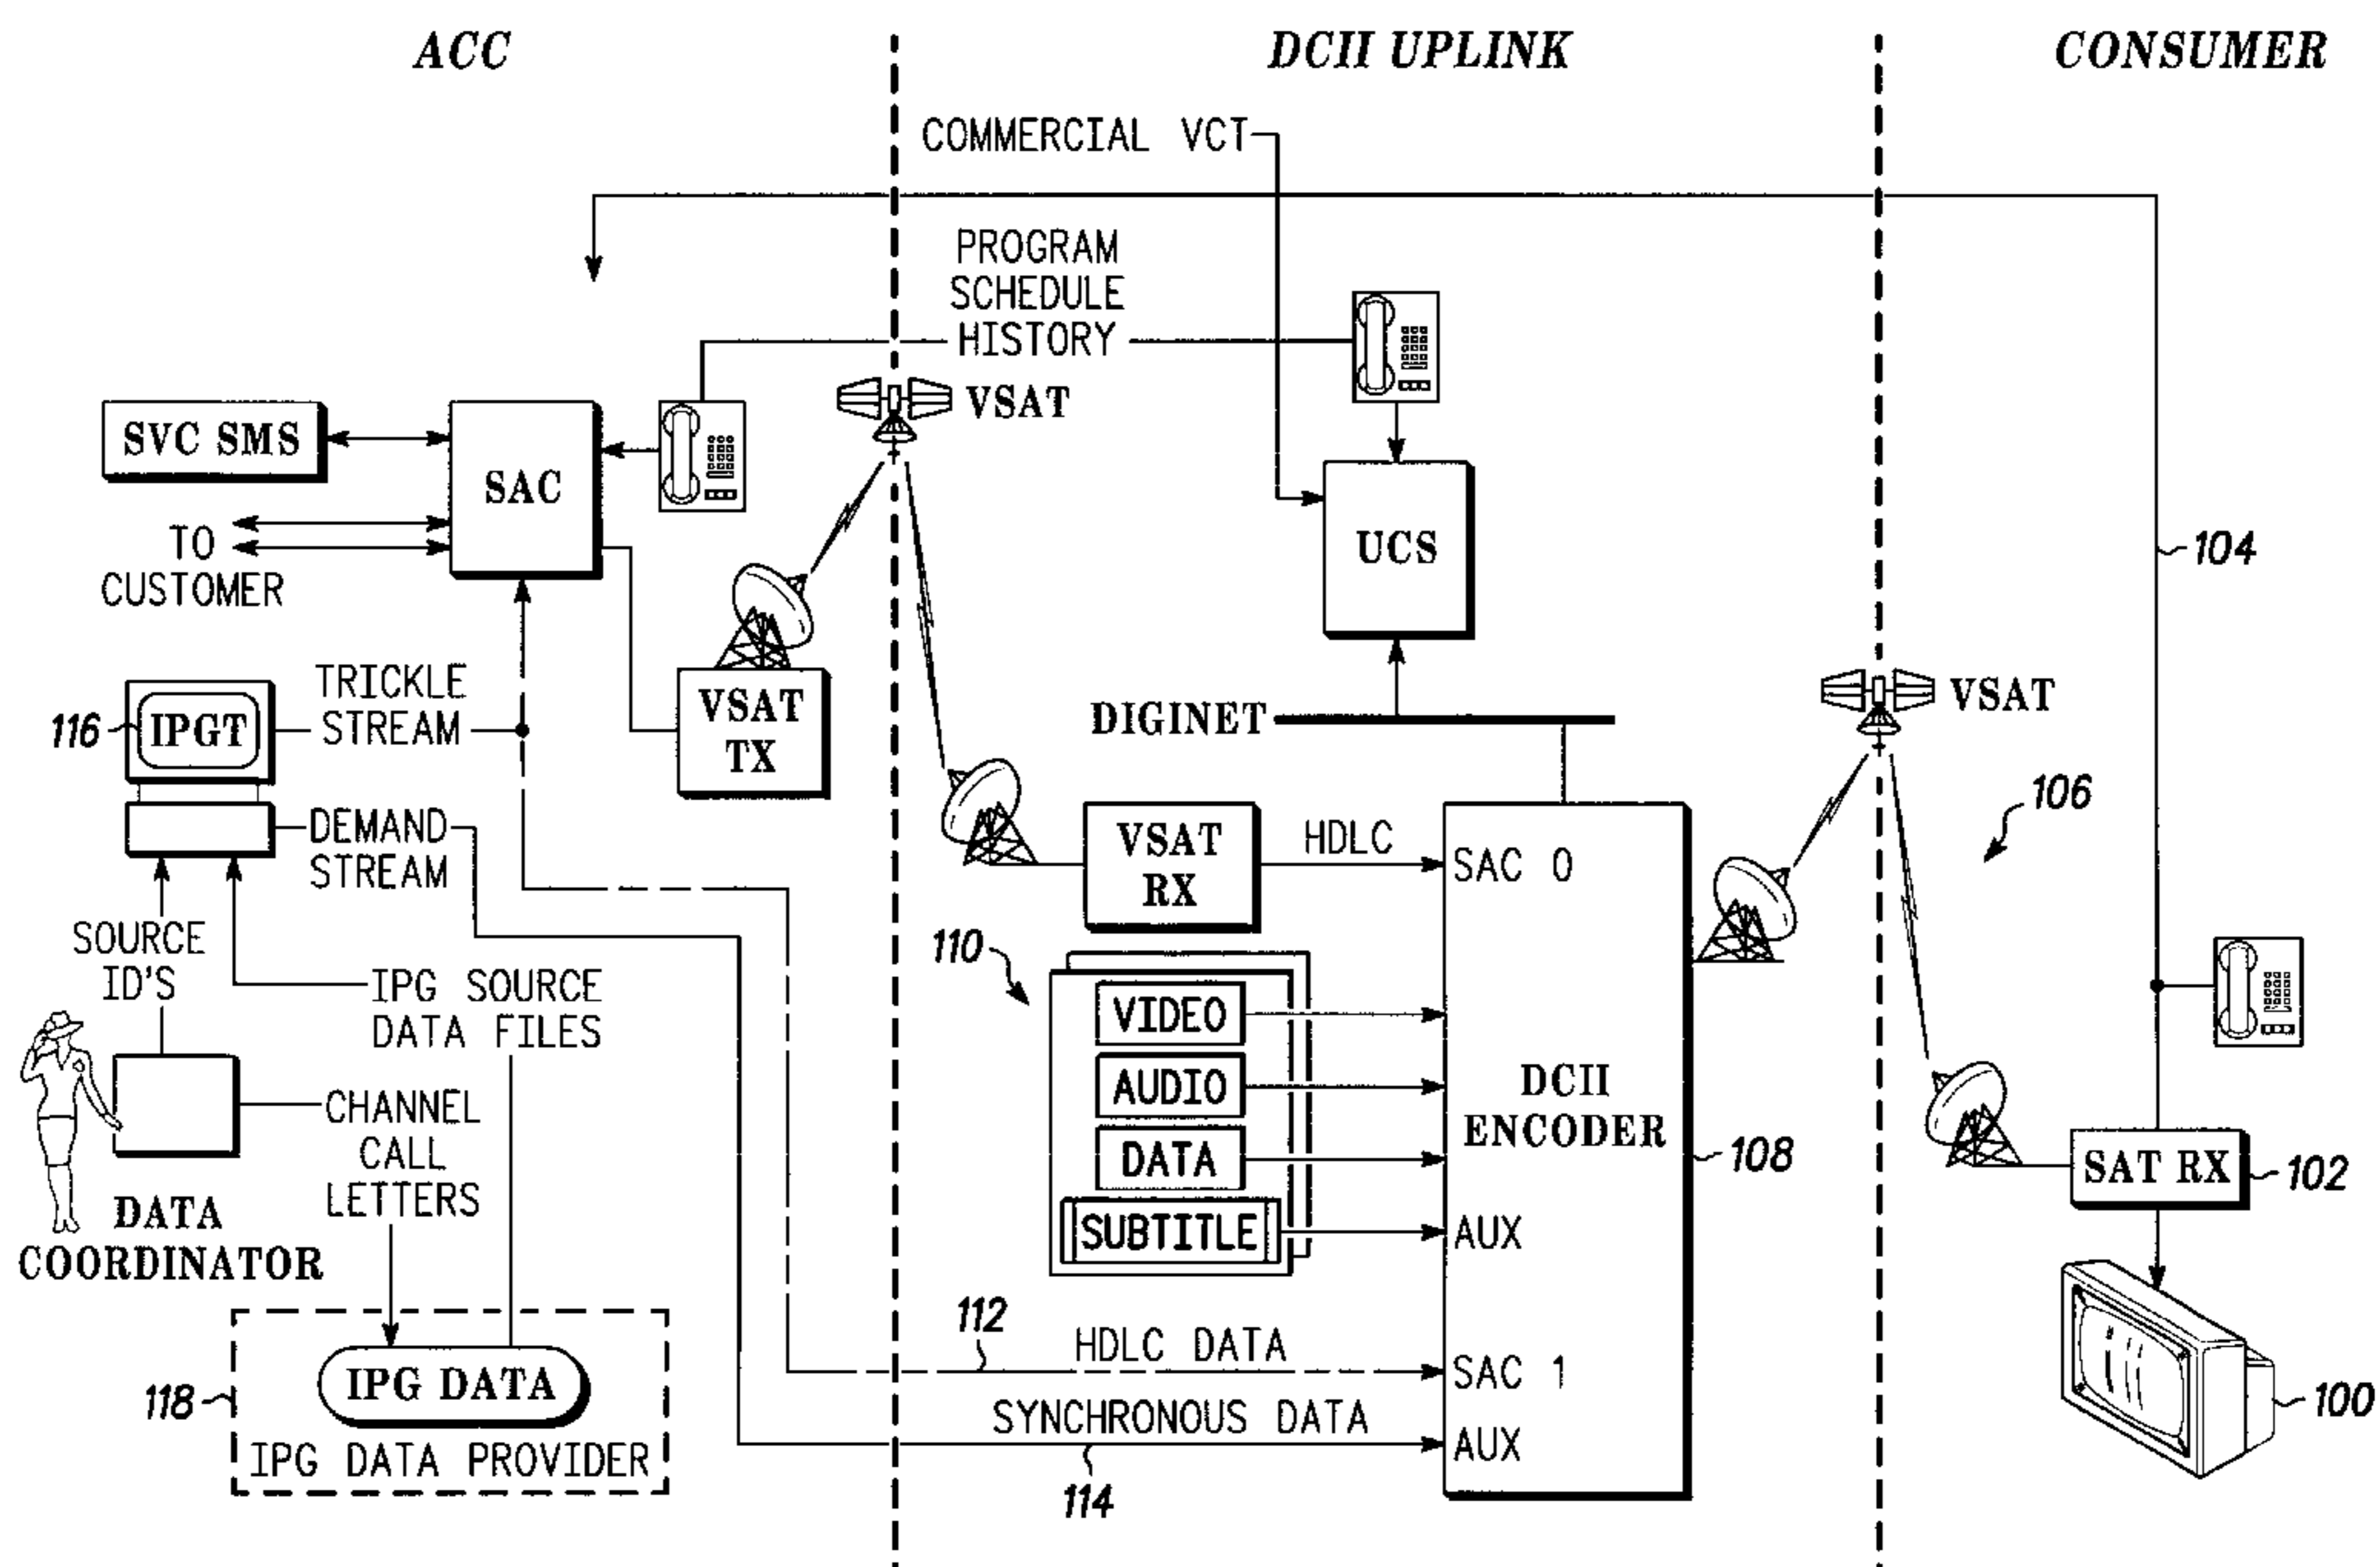 ACC
DCII UPLINK
CONSUMER
COMMERCIAL VCT
PROGRAM
SCHEDULE
HISTORY
VSAT
SVC SMS
SAC
TO
CUSTOMER
UCS
104
TRICKLE
STREAM
116
IPGT
VSAT
TX
DIGINET
VSAT
106
DEMAND
STREAM
VSAT
RX
HDLC
SAC 0
SOURCE
ID'S
IPG SOURCE
DATA FILES
110
VIDEO
AUDIO
DATA
SUBTITLE
AUX
DCII
ENCODER
108
CHANNEL
CALL
LETTERS
DATA
COORDINATOR
SAT RX
102
112
HDLC DATA
SAC 1
SYNCHRONOUS DATA
AUX
114
118
IPG DATA
IPG DATA PROVIDER
100